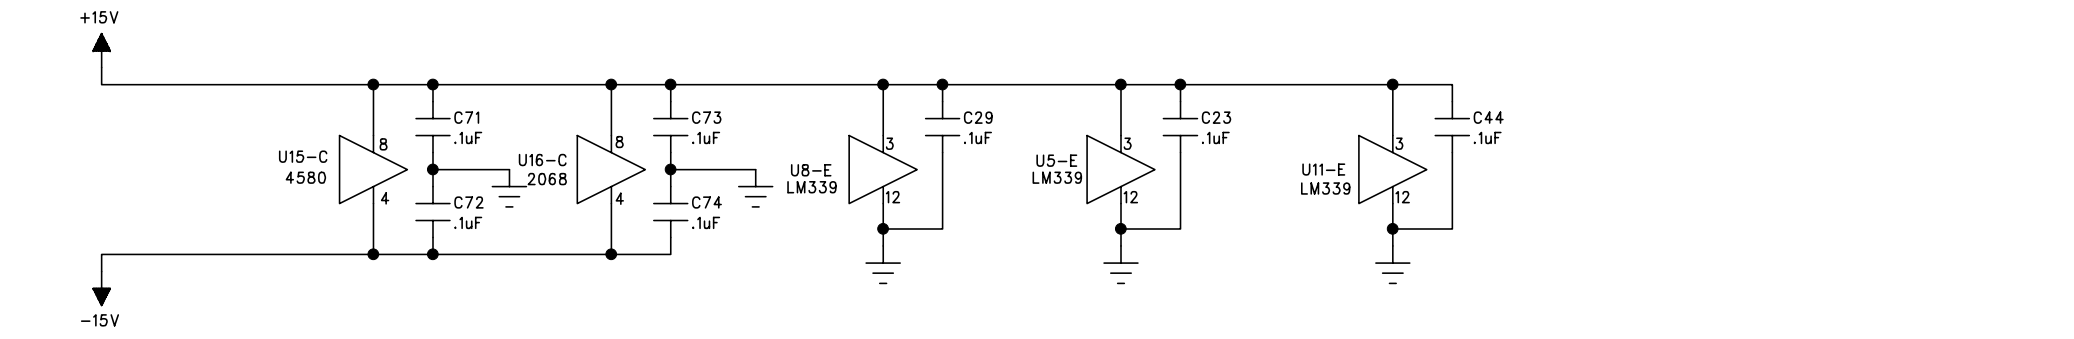 +15V
8
C71
.1uF
U15-C
4580
4
C72
.1uF
8
C73
.1uF
U16-C
2068
4
C74
.1uF
3
C29
.1uF
U8-E
LM339
12
3
C23
.1uF
U5-E
LM339
12
3
C44
.1uF
U11-E
LM339
12
-15V